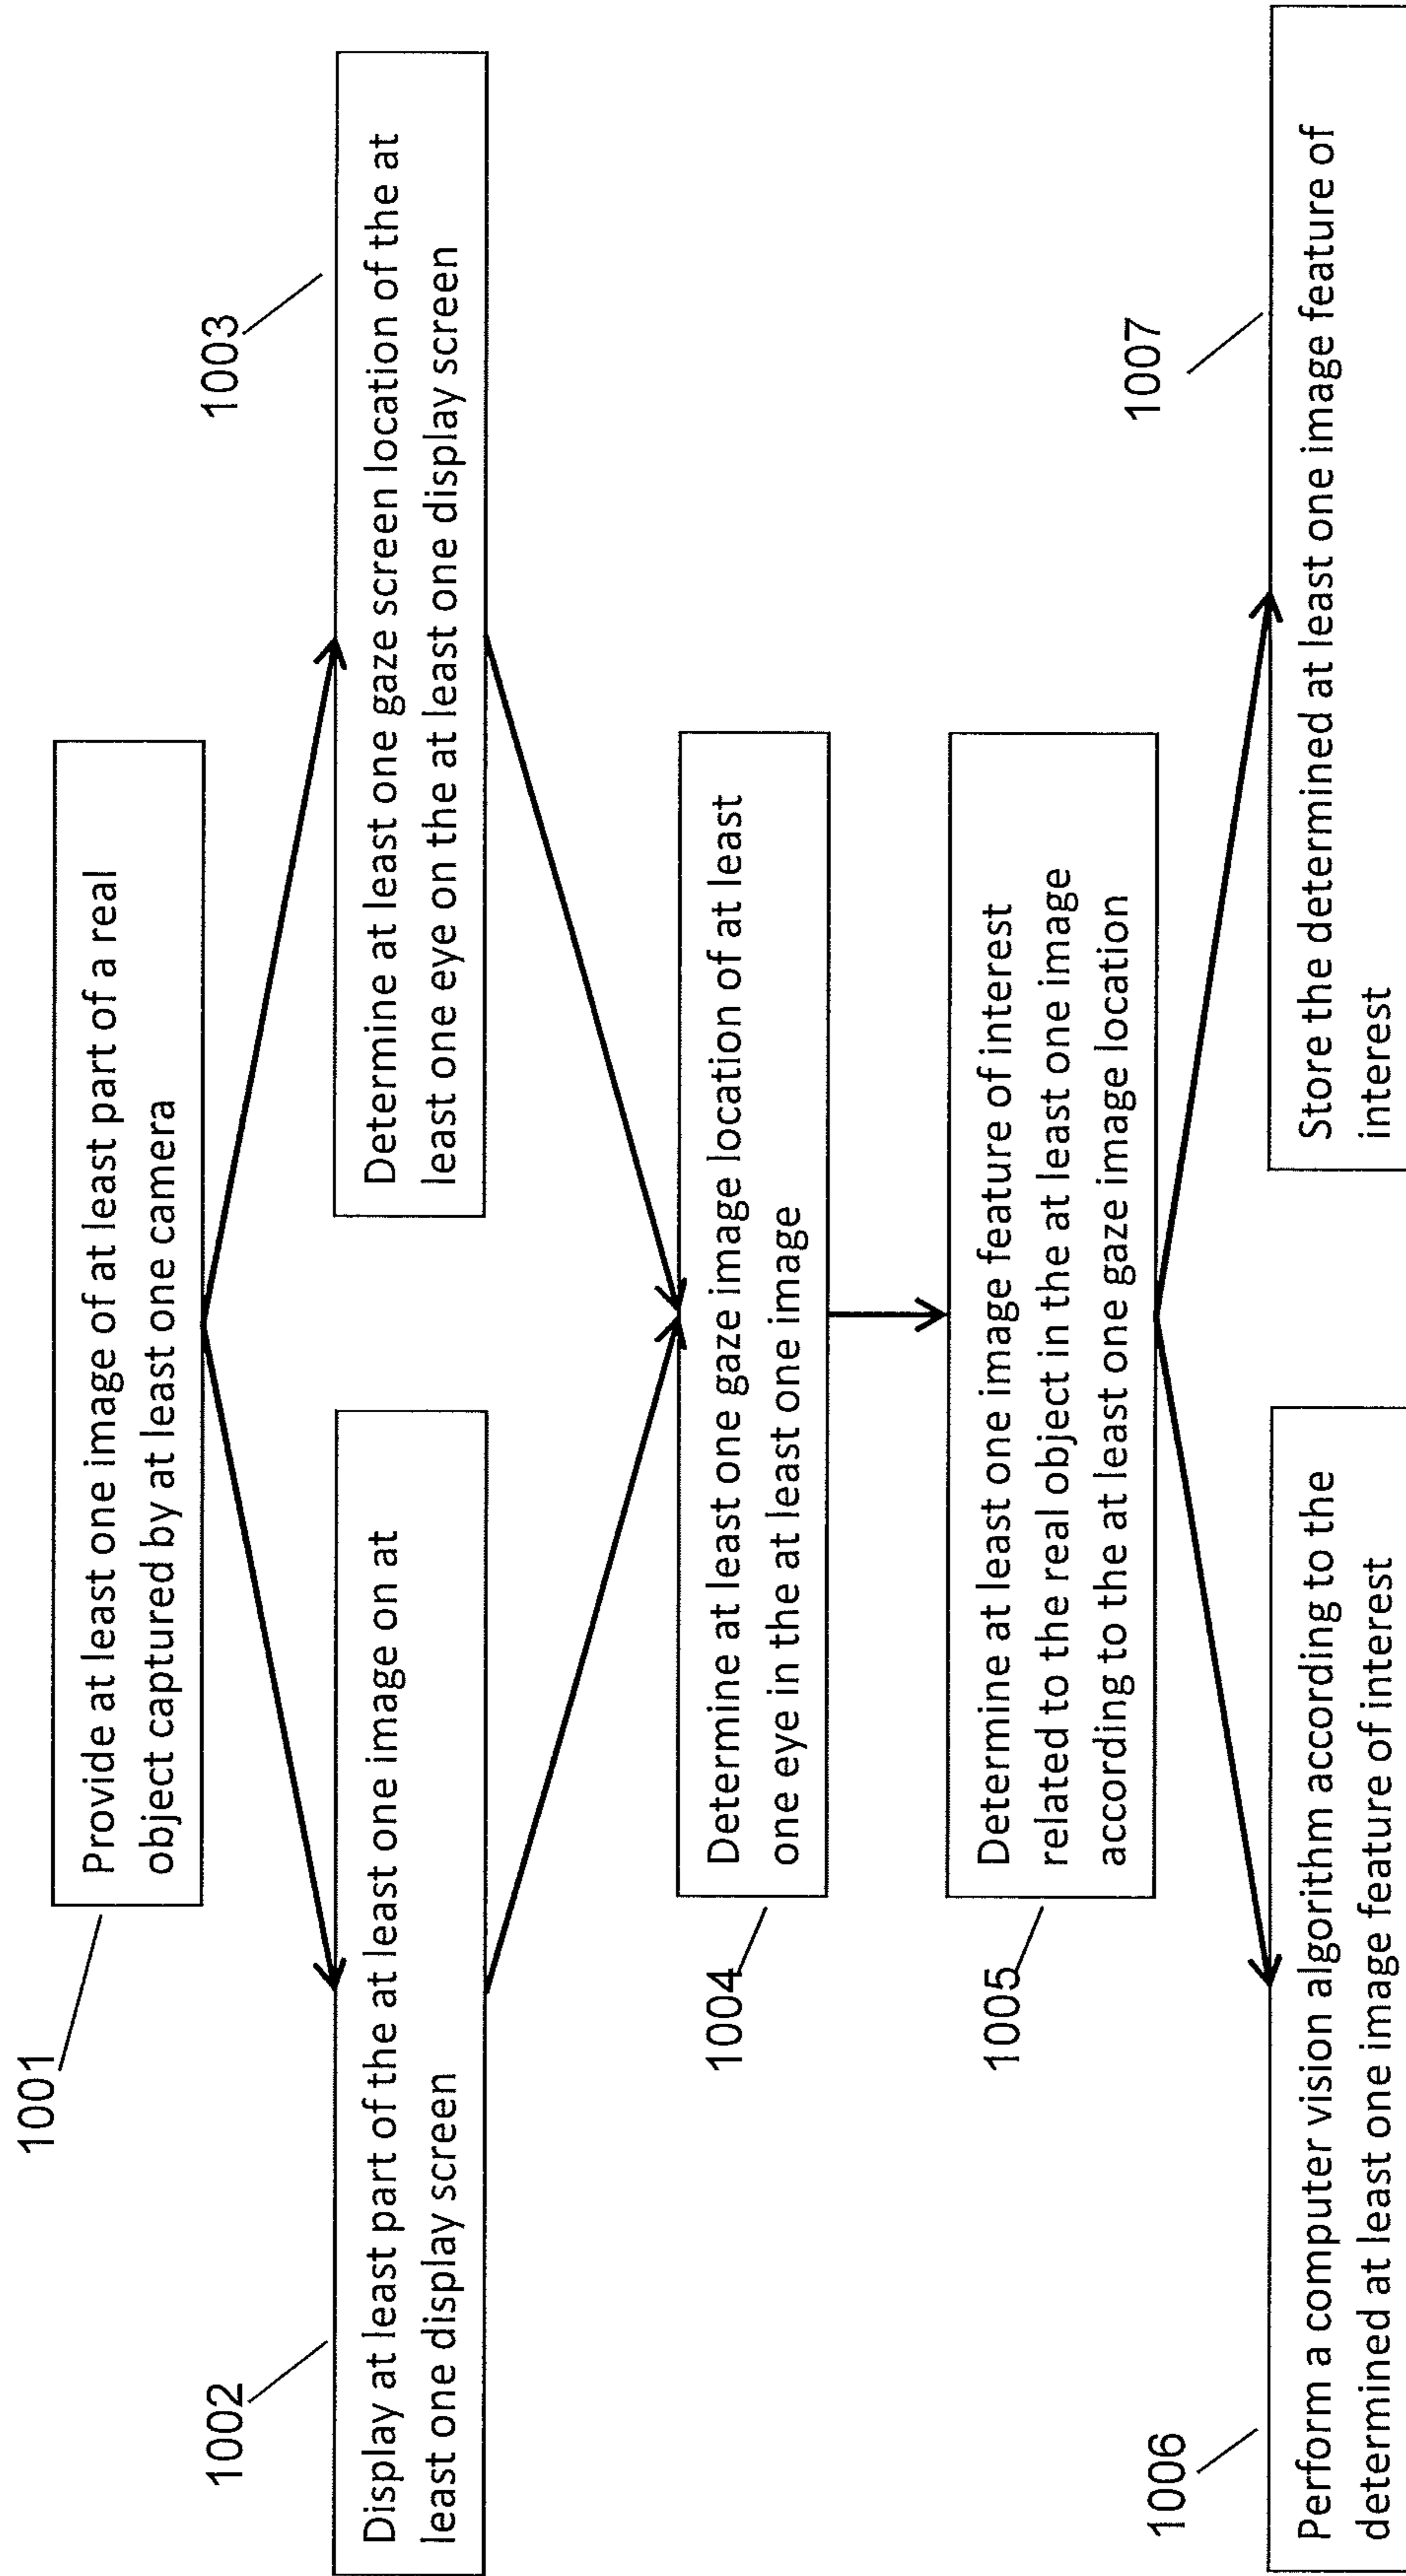 1001
Provide at least one image of at least part of a real
object captured by at least one camera
1002
Display at least part of the at least one image on at
least one display screen
1003
Determine at least one gaze screen location of the at
least one eye on the at least one display screen
1004
Determine at least one gaze image location of at least
one eye in the at least one image
1005
Determine at least one image feature of interest
related to the real object in the at least one image
according to the at least one gaze image location
1006
Perform a computer vision algorithm according to the
determined at least one image feature of interest
1007
Store the determined at least one image feature of
interest